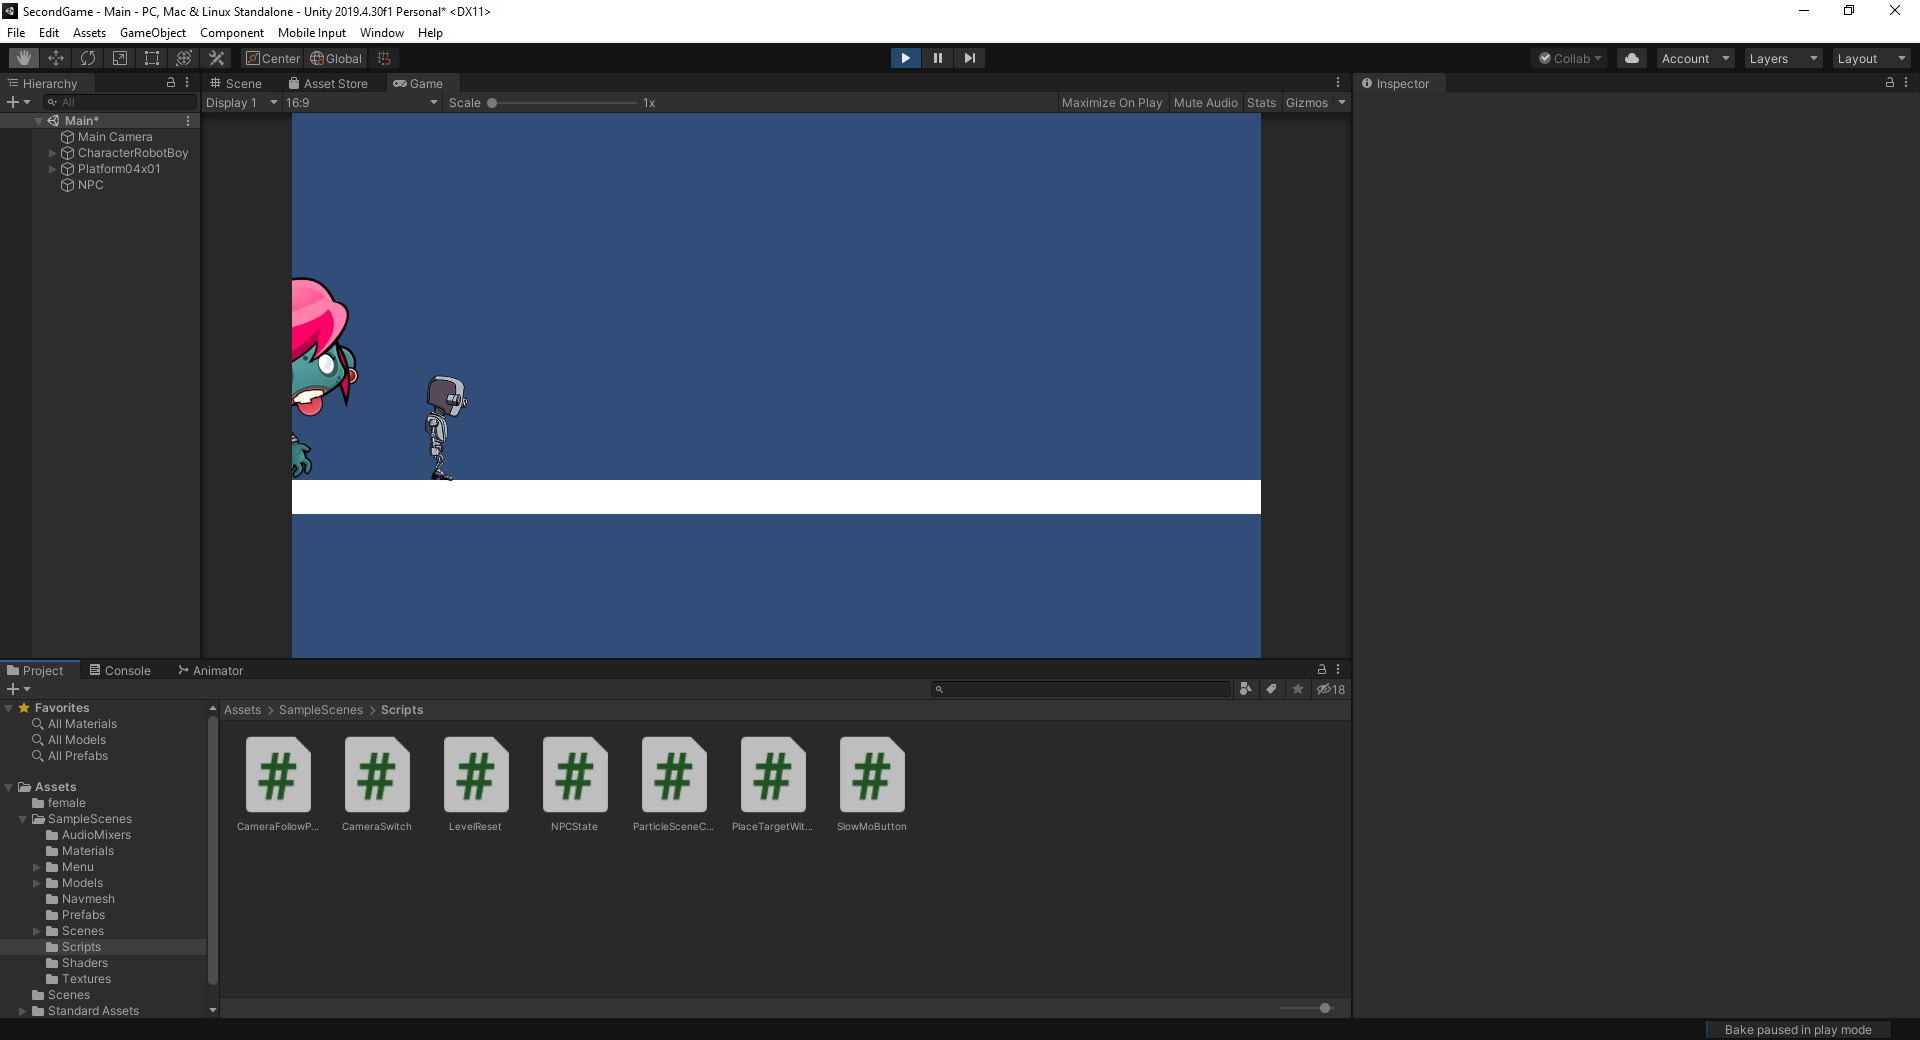 SecondGame - Main - PC, Mac & Linux Standalone - Unity 2019.4.30f1 Personal* <DX11>
File Edit Assets GameObject Component Mobile Input Window Help
Center Global Collab Account Layers Layout
Hierarchy
All
Main*
Main Camera
CharacterRobotBoy
Platform04x01
NPC
Scene Asset Store Game
Display 1 16:9 Scale 1x Maximize On Play Mute Audio Stats Gizmos
Inspector
Project Console Animator
18
Favorites
All Materials
All Models
All Prefabs
Assets
female
SampleScenes
AudioMixers
Materials
Menu
Models
Navmesh
Prefabs
Scenes
Scripts
Shaders
Textures
Scenes
Standard Assets
Assets > SampleScenes > Scripts
CameraFollowP... CameraSwitch LevelReset NPCState ParticleSceneC... PlaceTargetWit... SlowMoButton
Bake paused in play mode